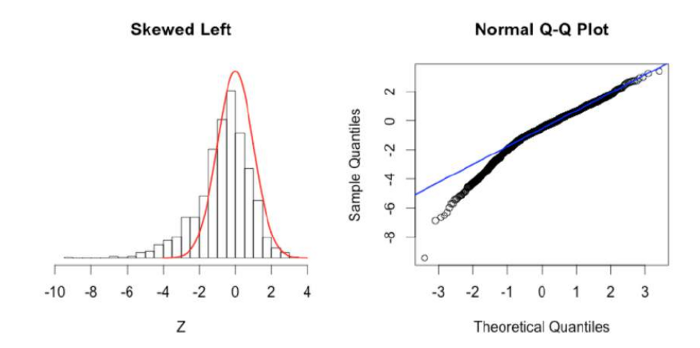 Skewed Left
-10 -8 -6 -4 -2 0 2 4
Z
Normal Q-Q Plot
Sample Quantiles
2
0
-2
-4
-6
-8
-3 -2 -1 0 1 2 3
Theoretical Quantiles